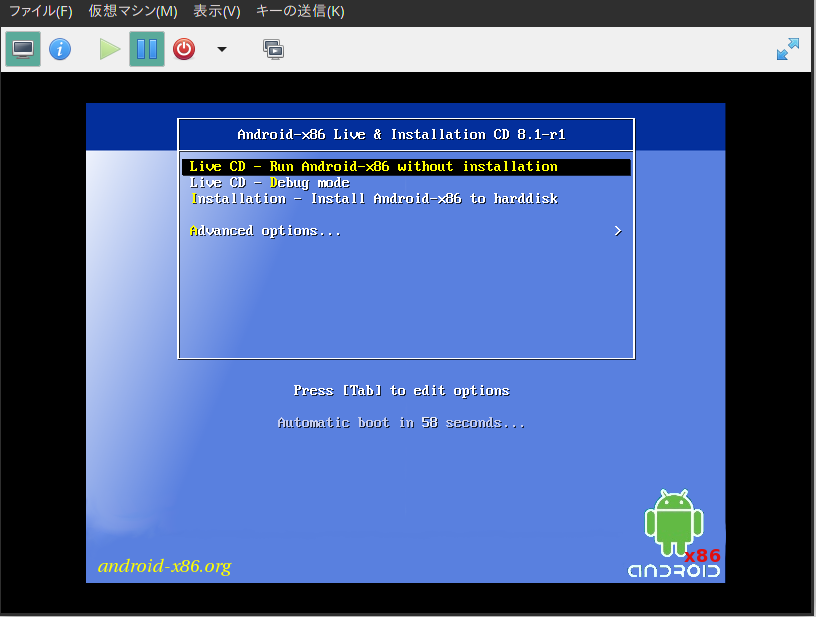 ファイル(F) 仮想マシン(M) 表示(V) キーの送信(K)
Android-x86 Live & Installation CD 8.1-r1
Live CD - Run Android-x86 without installation
Live CD - Debug mode
Installation - Install Android-x86 to harddisk
Advanced options... >
Press [Tab] to edit options
Automatic boot in 58 seconds...
x86
android-x86.org
ANDROID